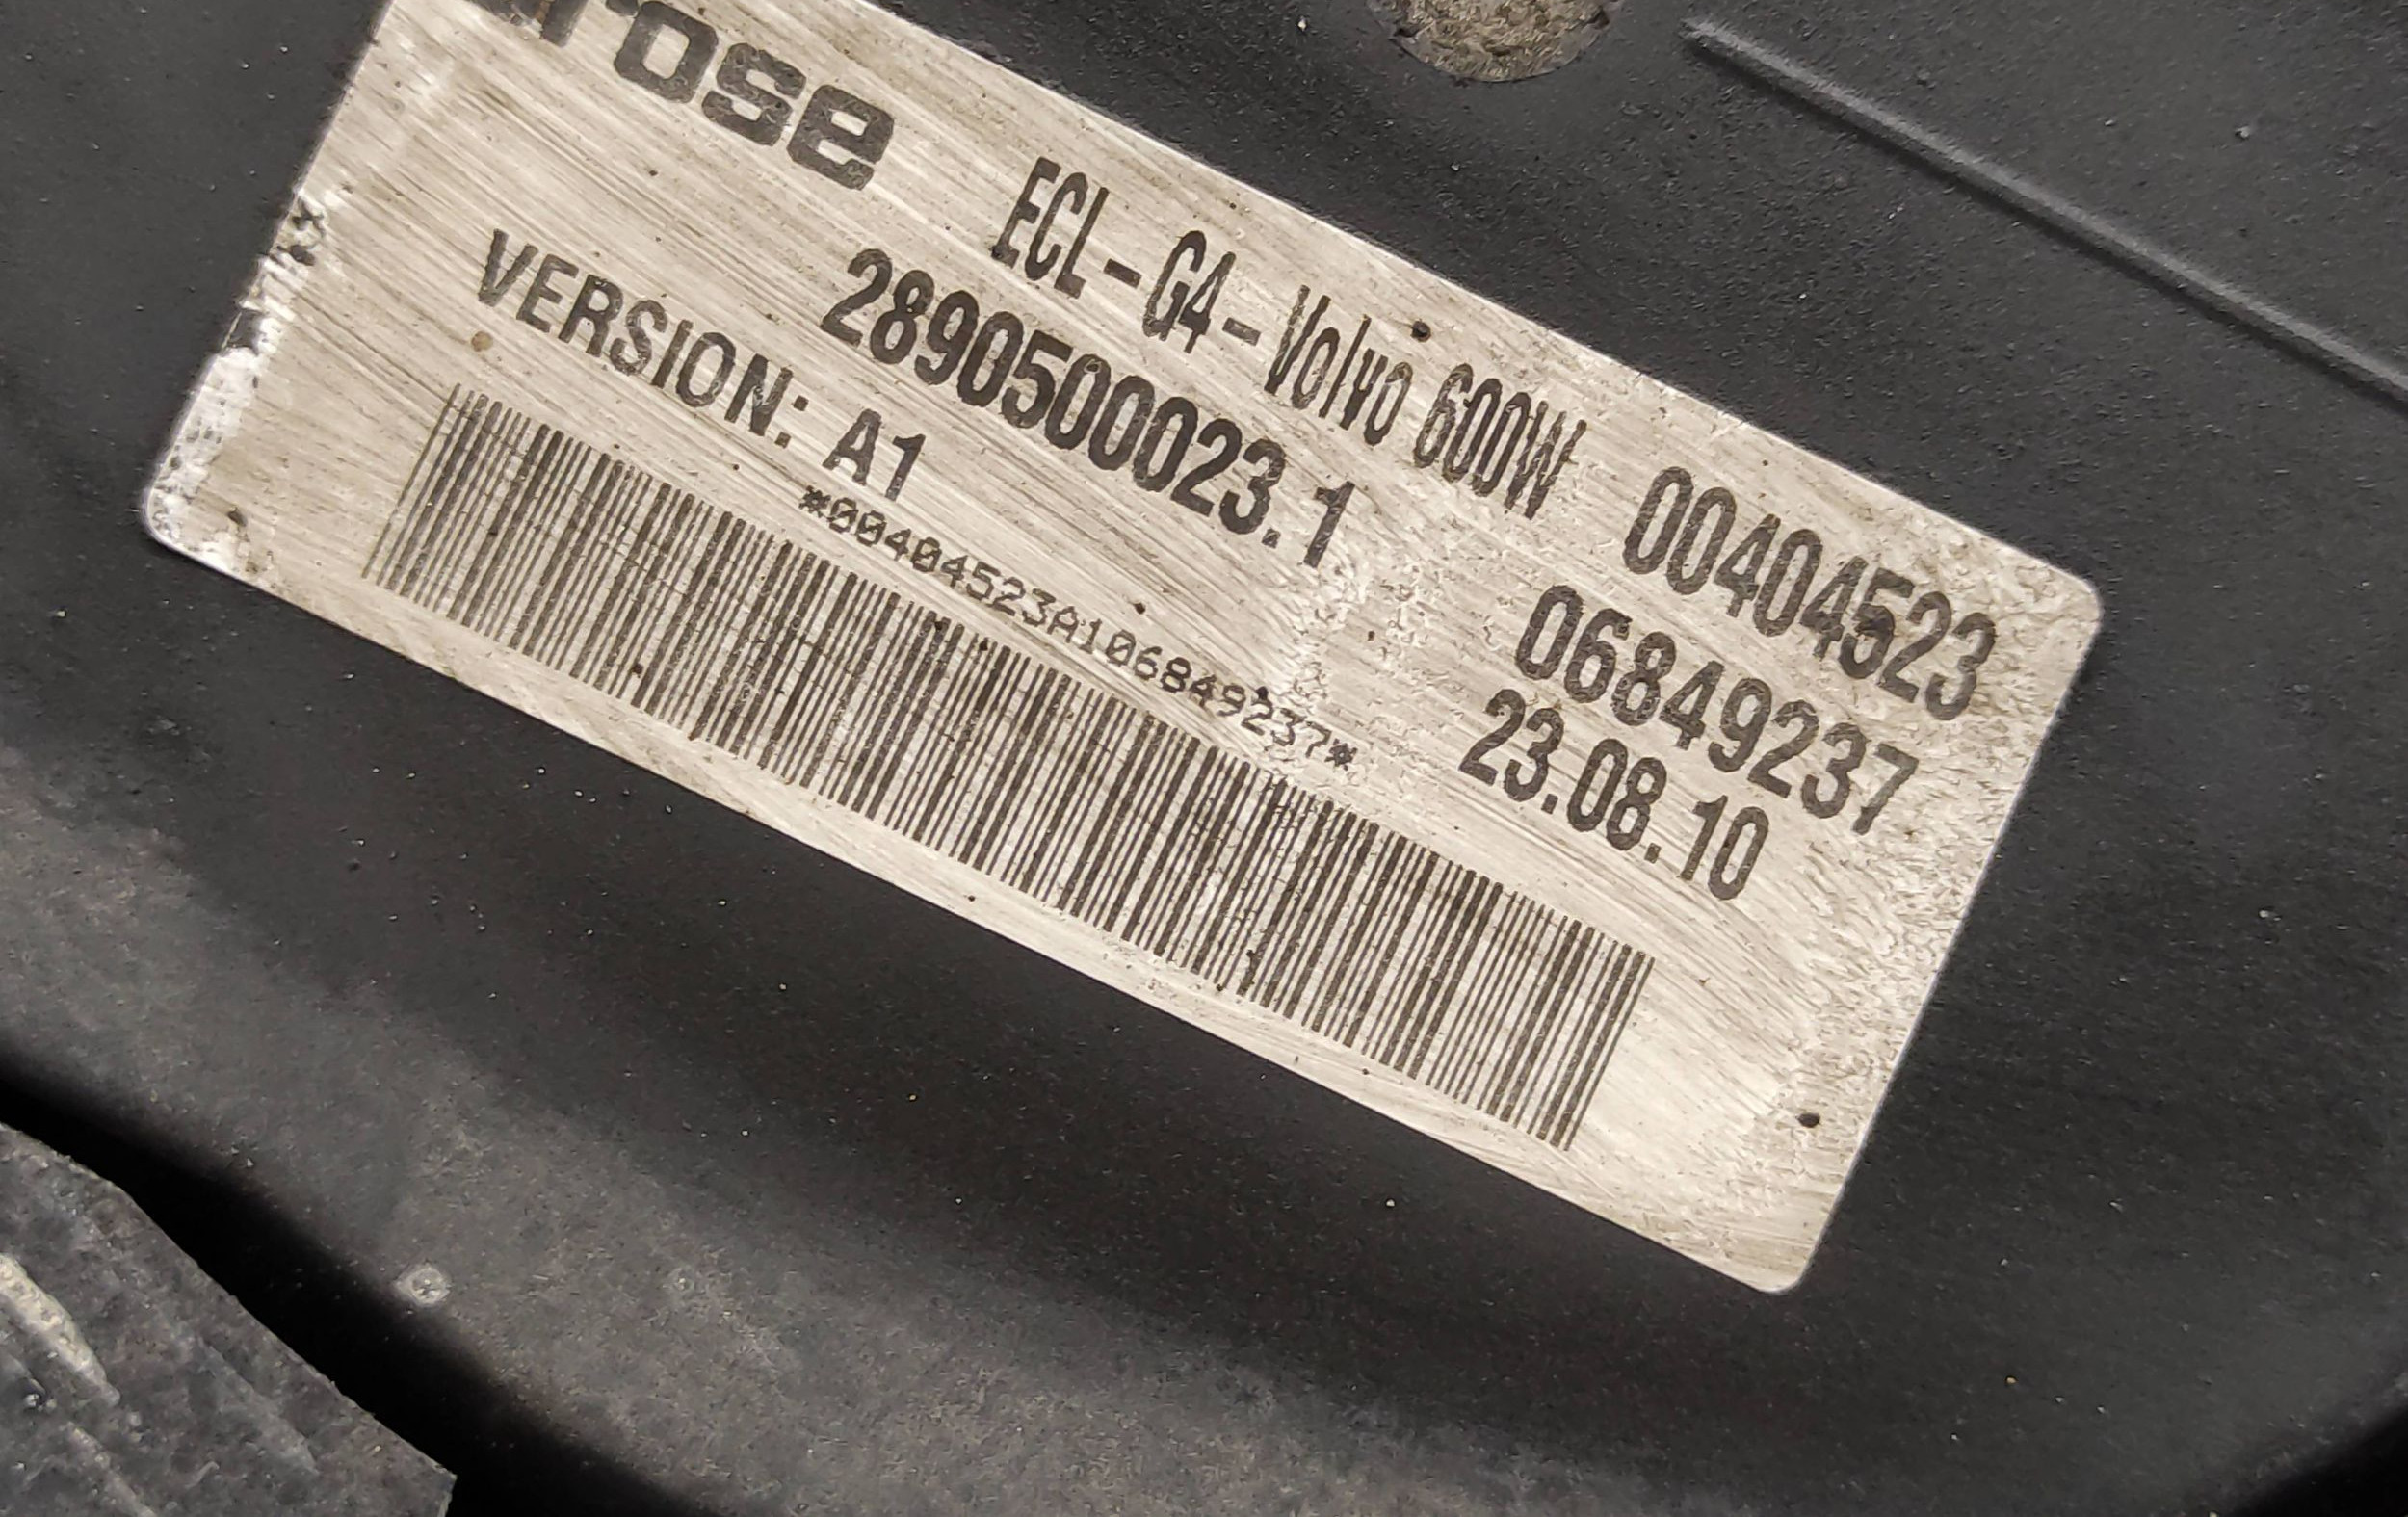 rose
ECL-G4-Volvo 600W 00404523
2890500023.1 06849237
VERSION: A1 23.08.10
*00404523A106849237*